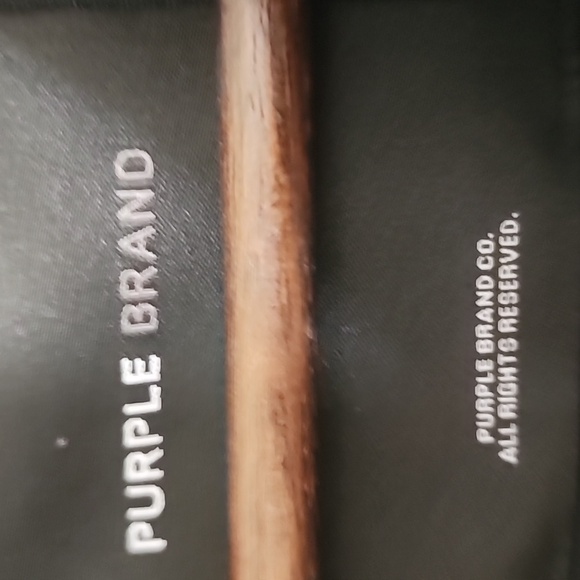 PURPLE BRAND
PURPLE BRAND CO.
ALL RIGHTS RESERVED.